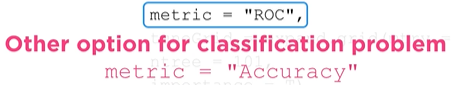 metric = "ROC",
Other option for classification problem
metric = "Accuracy"